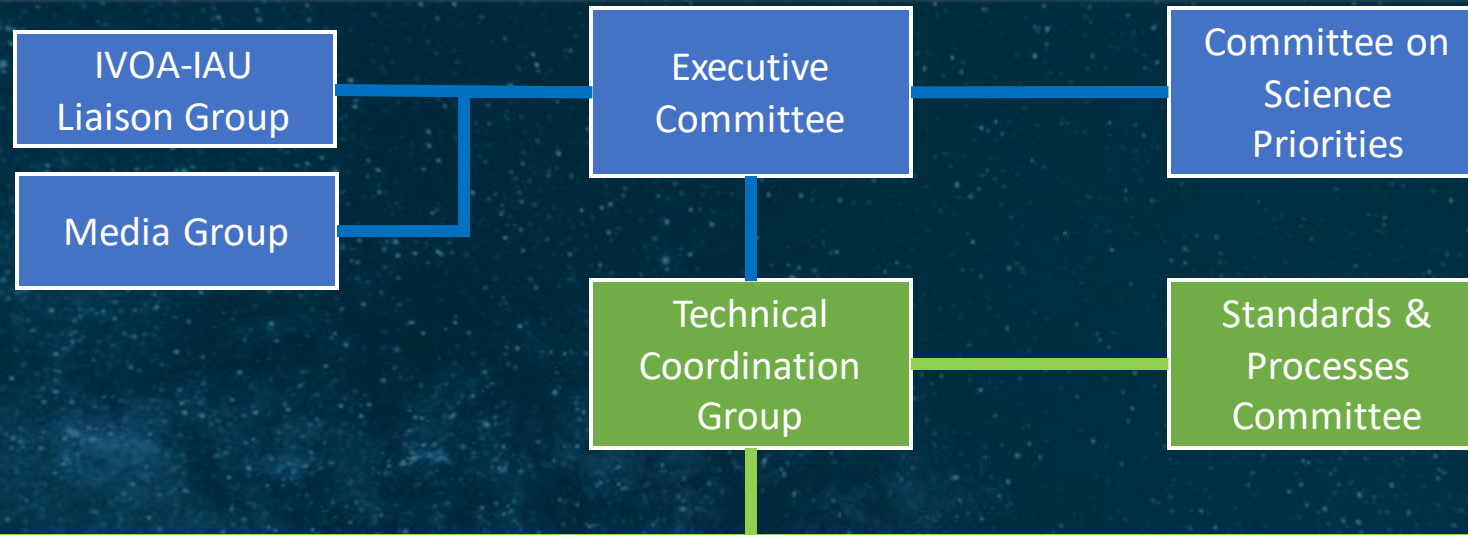 IVOA-IAU
Liaison Group
Executive
Committee
Committee on
Science
Priorities
Media Group
Technical
Coordination
Group
Standards &
Processes
Committee